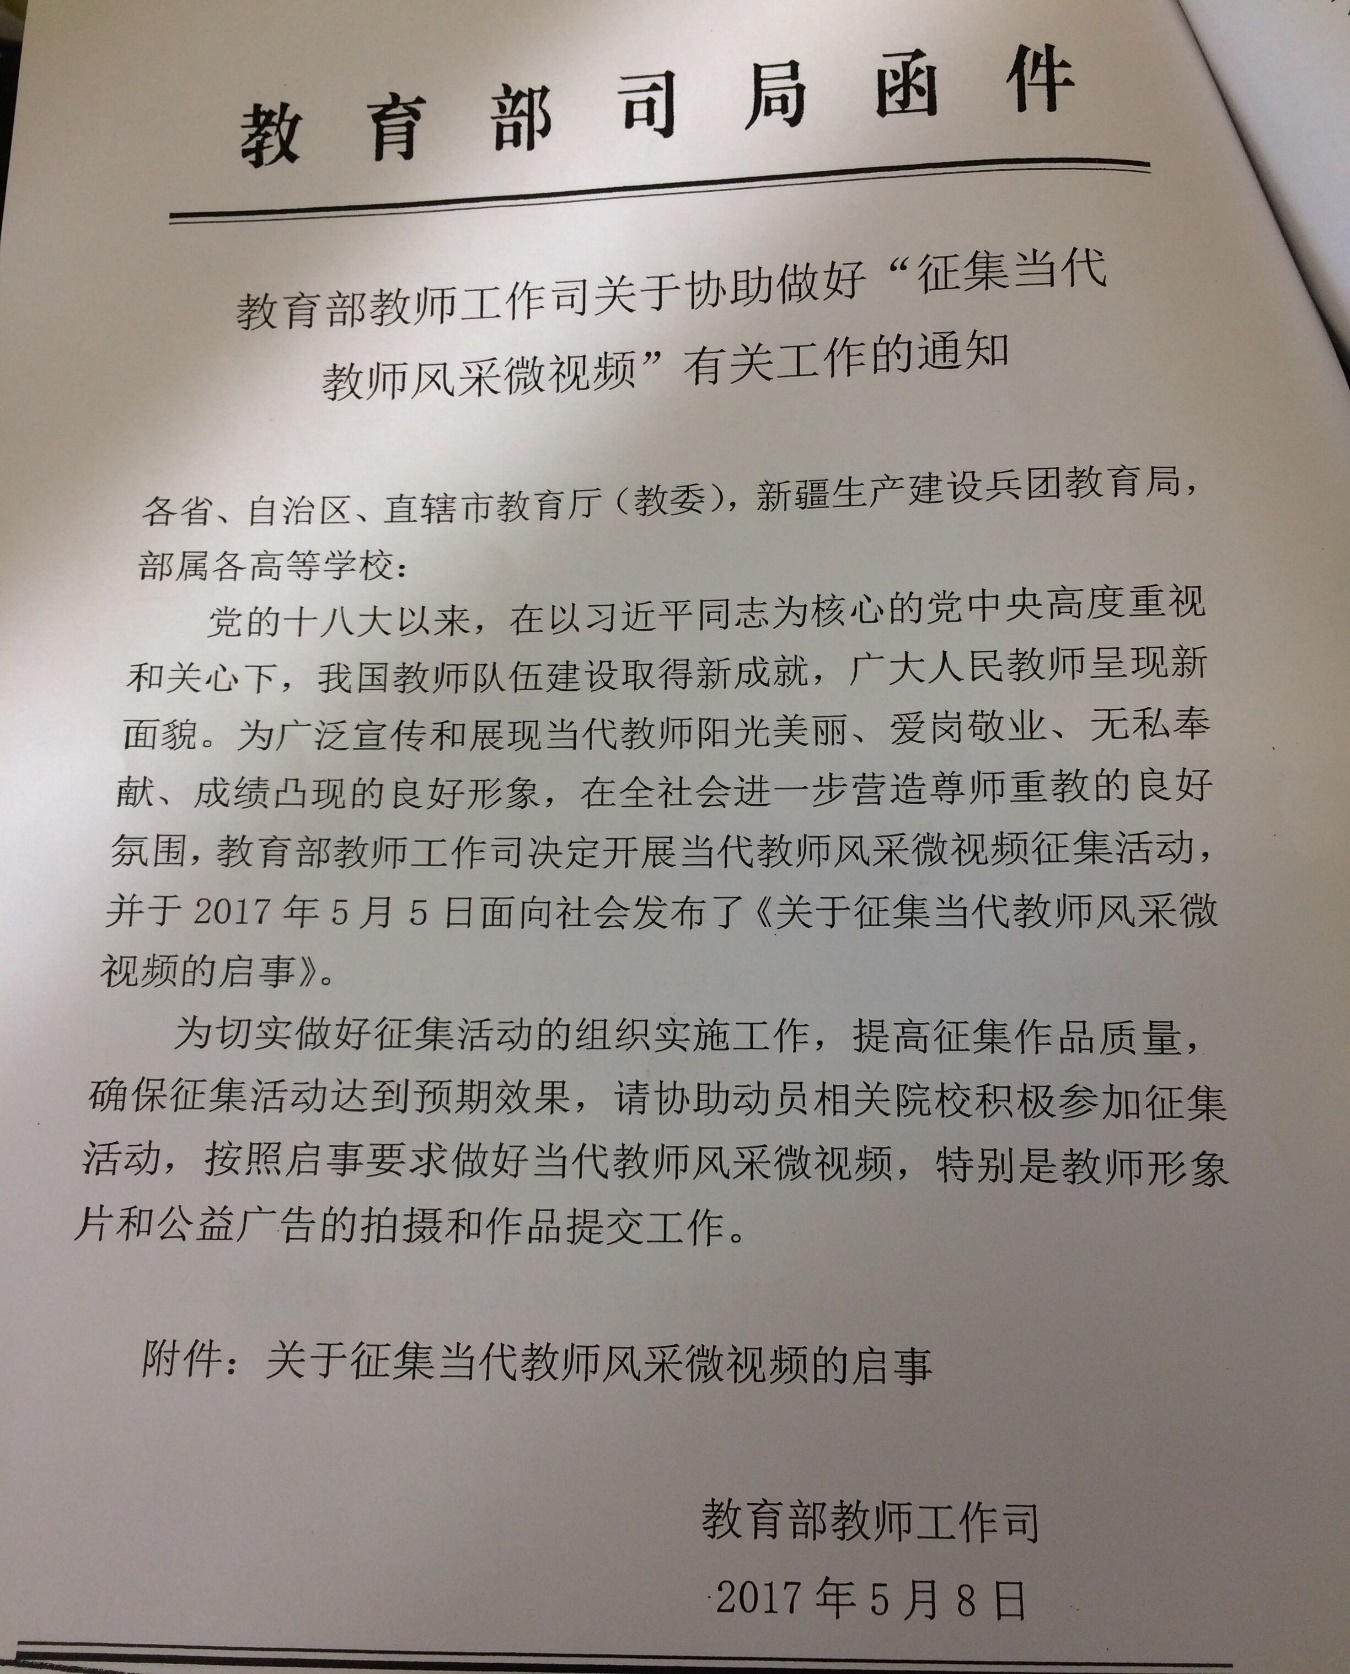 教育部司局函件
教育部教师工作司关于协助做好“征集当代
教师风采微视频”有关工作的通知
各省、自治区、直辖市教育厅（教委），新疆生产建设兵团教育局，
部属各高等学校：
党的十八大以来，在以习近平同志为核心的党中央高度重视
和关心下，我国教师队伍建设取得新成就，广大人民教师呈现新
面貌。为广泛宣传和展现当代教师阳光美丽、爱岗敬业、无私奉
献、成绩凸现的良好形象，在全社会进一步营造尊师重教的良好
氛围，教育部教师工作司决定开展当代教师风采微视频征集活动，
并于 2017 年 5 月 5 日面向社会发布了《关于征集当代教师风采微
视频的启事》。
为切实做好征集活动的组织实施工作，提高征集作品质量，
确保征集活动达到预期效果，请协助动员相关院校积极参加征集
活动，按照启事要求做好当代教师风采微视频，特别是教师形象
片和公益广告的拍摄和作品提交工作。
附件：关于征集当代教师风采微视频的启事
教育部教师工作司
2017 年 5 月 8 日